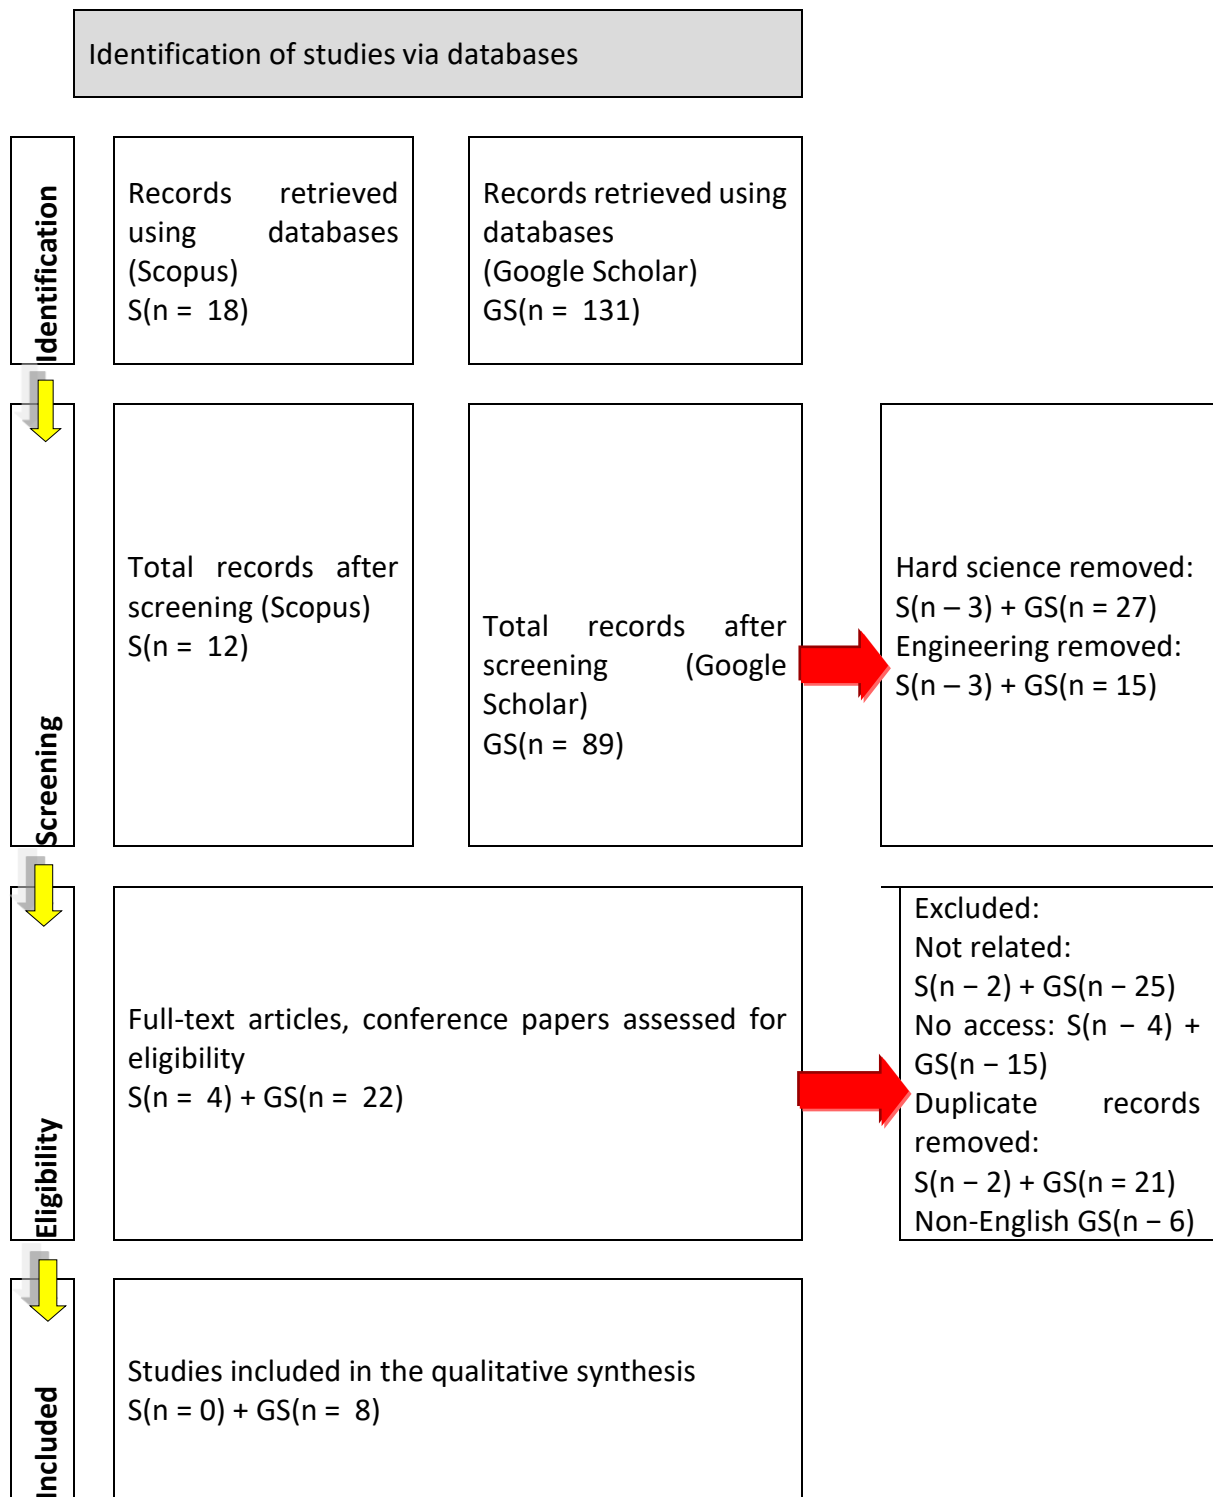 Identification of studies via databases
Identification
Records retrieved
using databases
(Scopus)
S(n = 18)
Records retrieved using
databases
(Google Scholar)
GS(n = 131)
Screening
Total records after
screening (Scopus)
S(n = 12)
Total records after
screening (Google
Scholar)
GS(n = 89)
Hard science removed:
S(n – 3) + GS(n = 27)
Engineering removed:
S(n – 3) + GS(n = 15)
Eligibility
Full-text articles, conference papers assessed for
eligibility
S(n = 4) + GS(n = 22)
Excluded:
Not related:
S(n − 2) + GS(n − 25)
No access: S(n − 4) +
GS(n − 15)
Duplicate records
removed:
S(n − 2) + GS(n = 21)
Non-English GS(n − 6)
Included
Studies included in the qualitative synthesis
S(n = 0) + GS(n = 8)